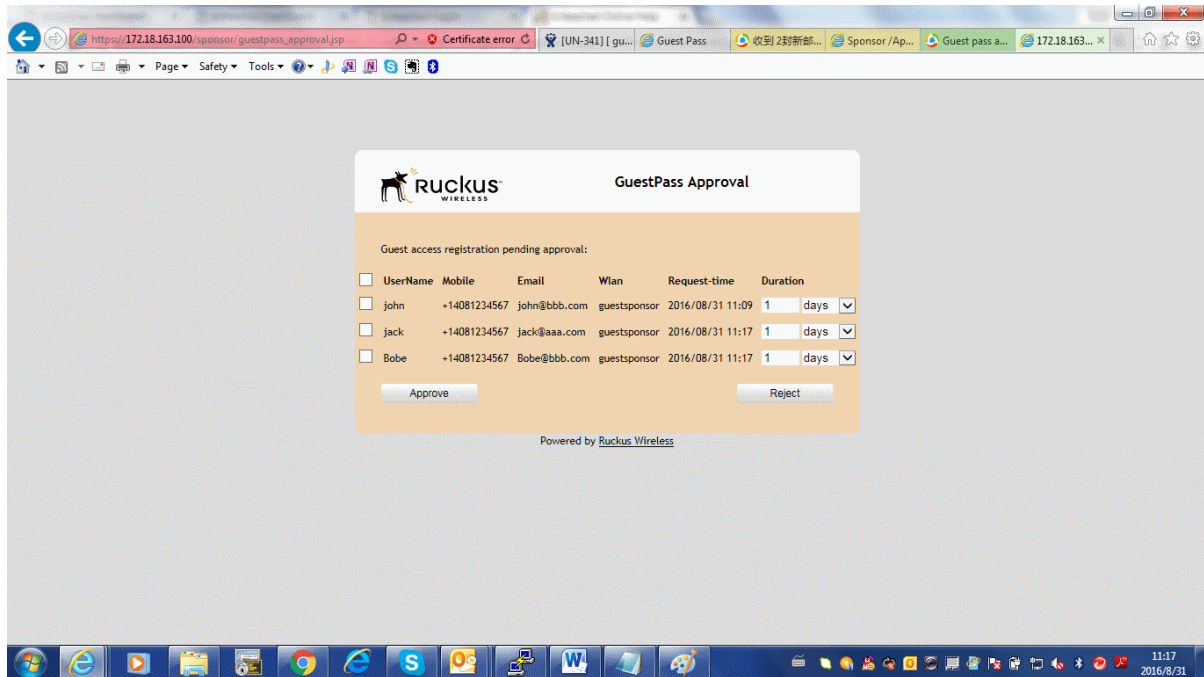 https://172.18.163.100/sponsor/guestpass_approval.jsp
Certificate error
[UN-341] [ gu...
Guest Pass
收到 2封新邮...
Sponsor /Ap...
Guest pass a...
172.18.163...
Page Safety Tools
Ruckus™
WIRELESS
GuestPass Approval
Guest access registration pending approval:
UserName Mobile Email Wlan Request-time Duration
john +14081234567 john@bbb.com guestsponsor 2016/08/31 11:09 1 days
jack +14081234567 jack@aaa.com guestsponsor 2016/08/31 11:17 1 days
Bobe +14081234567 Bobe@bbb.com guestsponsor 2016/08/31 11:17 1 days
Approve Reject
Powered by Ruckus Wireless
11:17
2016/8/31